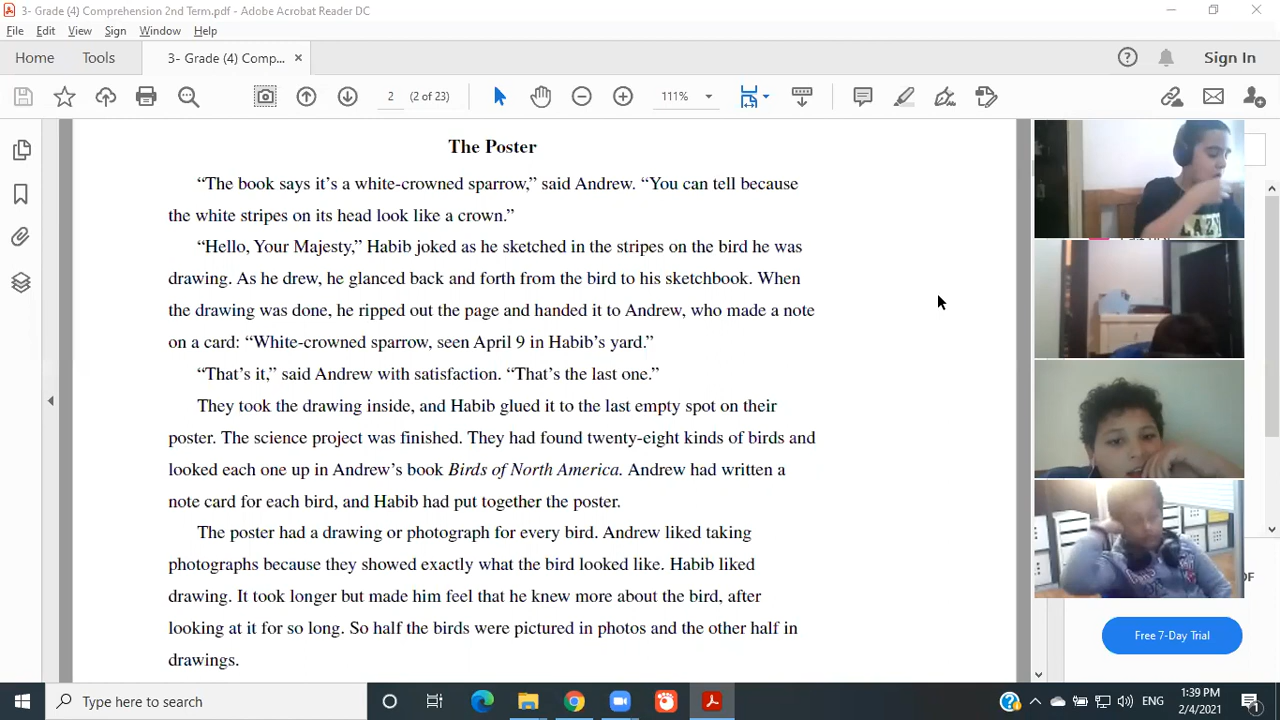 3- Grade (4) Comprehension 2nd Term.pdf - Adobe Acrobat Reader DC
File Edit View Sign Window Help
Home Tools 3- Grade (4) Comp... ×
Sign In
2 (2 of 23) 111%
The Poster
“The book says it’s a white-crowned sparrow,” said Andrew. “You can tell because
the white stripes on its head look like a crown.”
“Hello, Your Majesty,” Habib joked as he sketched in the stripes on the bird he was
drawing. As he drew, he glanced back and forth from the bird to his sketchbook. When
the drawing was done, he ripped out the page and handed it to Andrew, who made a note
on a card: “White-crowned sparrow, seen April 9 in Habib’s yard.”
“That’s it,” said Andrew with satisfaction. “That’s the last one.”
They took the drawing inside, and Habib glued it to the last empty spot on their
poster. The science project was finished. They had found twenty-eight kinds of birds and
looked each one up in Andrew’s book Birds of North America. Andrew had written a
note card for each bird, and Habib had put together the poster.
The poster had a drawing or photograph for every bird. Andrew liked taking
photographs because they showed exactly what the bird looked like. Habib liked
drawing. It took longer but made him feel that he knew more about the bird, after
looking at it for so long. So half the birds were pictured in photos and the other half in
drawings.
DF
Free 7-Day Trial
Type here to search
ENG
1:39 PM
2/4/2021